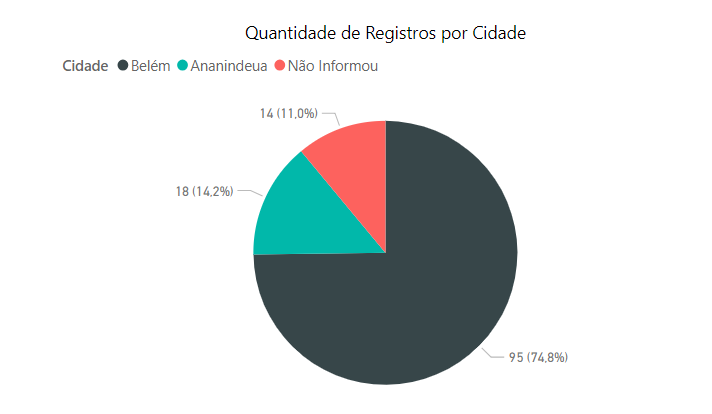 Quantidade de Registros por Cidade
Cidade Belém Ananindeua Não Informou
14 (11,0%)
18 (14,2%)
95 (74,8%)